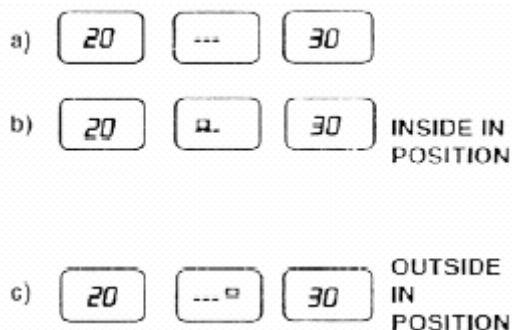 a) 20 --- 30
b) 20 30 INSIDE IN
POSITION
c) 20 --- 30 OUTSIDE
IN
POSITION